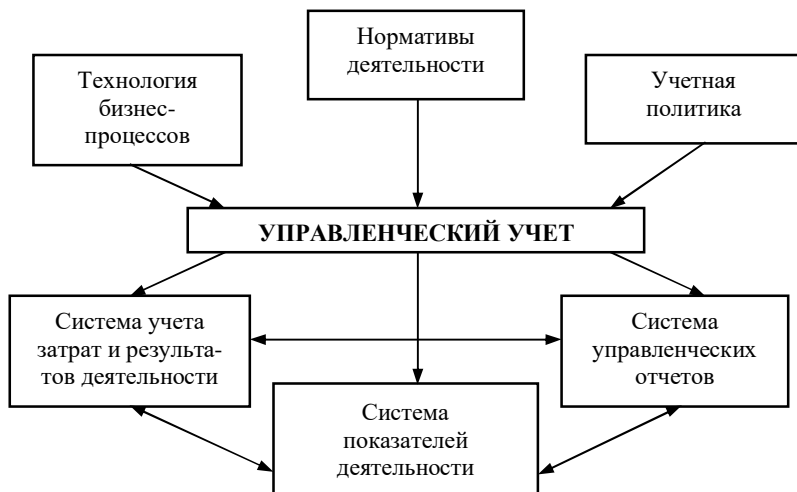 Технология
бизнес-
процессов
Нормативы
деятельности
Учетная
политика
УПРАВЛЕНЧЕСКИЙ УЧЕТ
Система учета
затрат и результа-
тов деятельности
Система
управленческих
отчетов
Система
показателей
деятельности